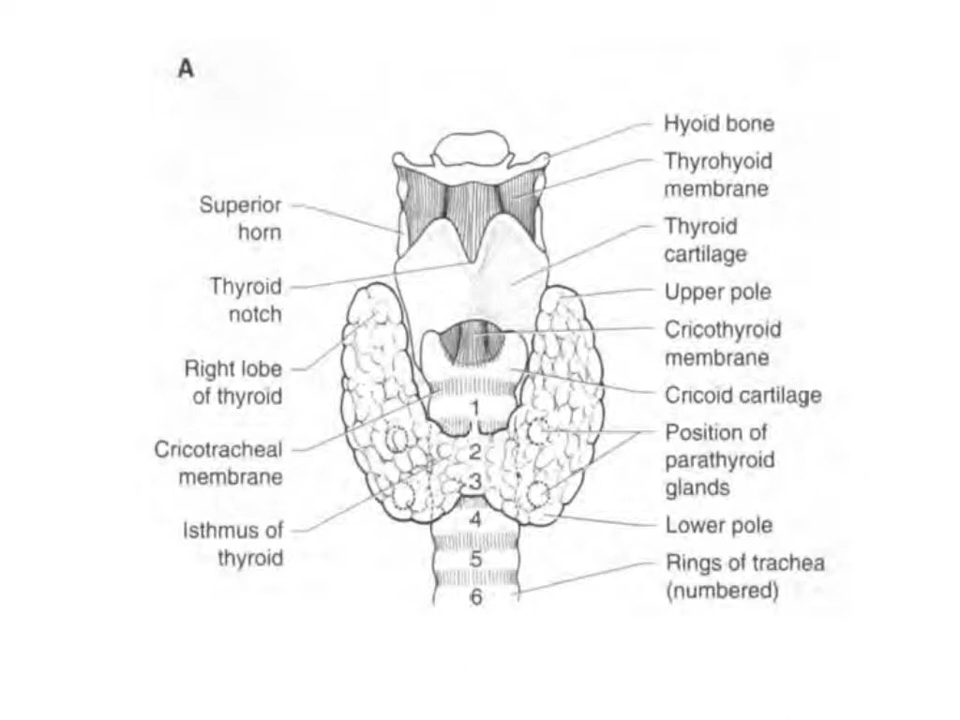 A
Superior
horn
Thyroid
notch
Right lobe
of thyroid
Cricotracheal
membrane
Isthmus of
thyroid
Hyoid bone
Thyrohyoid
membrane
Thyroid
cartilage
Upper pole
Cricothyroid
membrane
Cricoid cartilage
Position of
parathyroid
glands
Lower pole
Rings of trachea
(numbered)
1
2
3
4
5
6